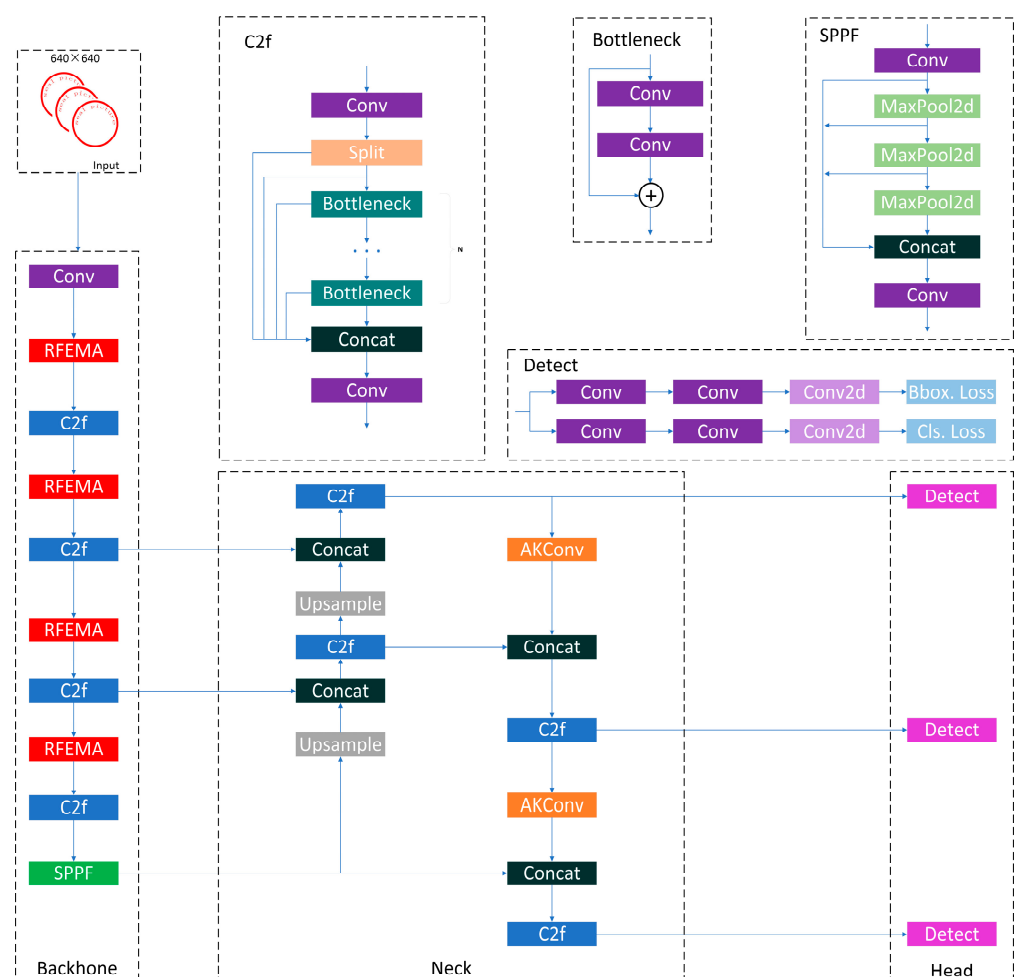 640×640
Input
Conv
RFEMA
C2f
RFEMA
C2f
RFEMA
C2f
RFEMA
C2f
SPPF
Backbone
C2f
Conv
Split
Bottleneck
. . .
N
Bottleneck
Concat
Conv
Bottleneck
Conv
Conv
+
SPPF
Conv
MaxPool2d
MaxPool2d
MaxPool2d
Concat
Conv
Detect
Conv Conv Conv2d Bbox. Loss
Conv Conv Conv2d Cls. Loss
C2f
Concat
Upsample
C2f
Concat
Upsample
AKConv
Concat
C2f
AKConv
Concat
C2f
Neck
Detect
Detect
Detect
Head